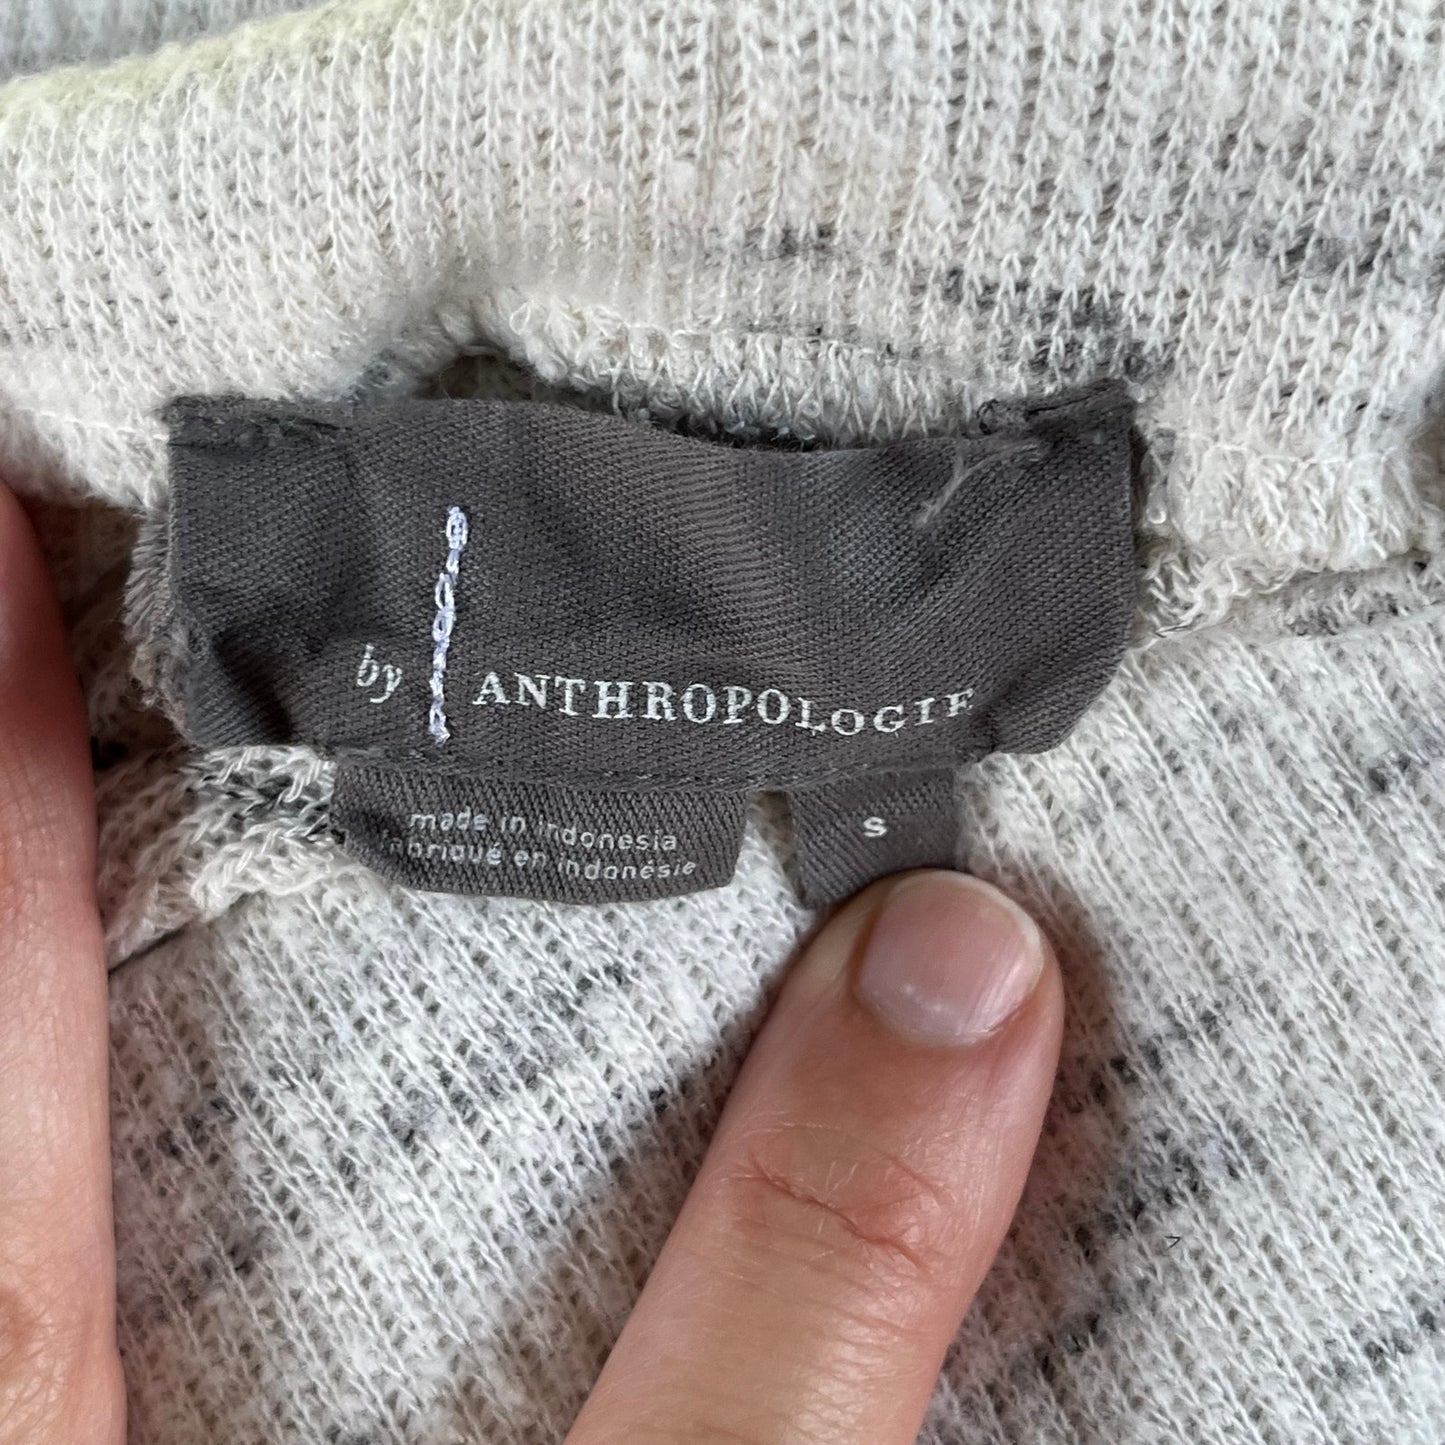 by ANTHROPOLOGIE
made in indonesia
fabriqué en indonésie
s